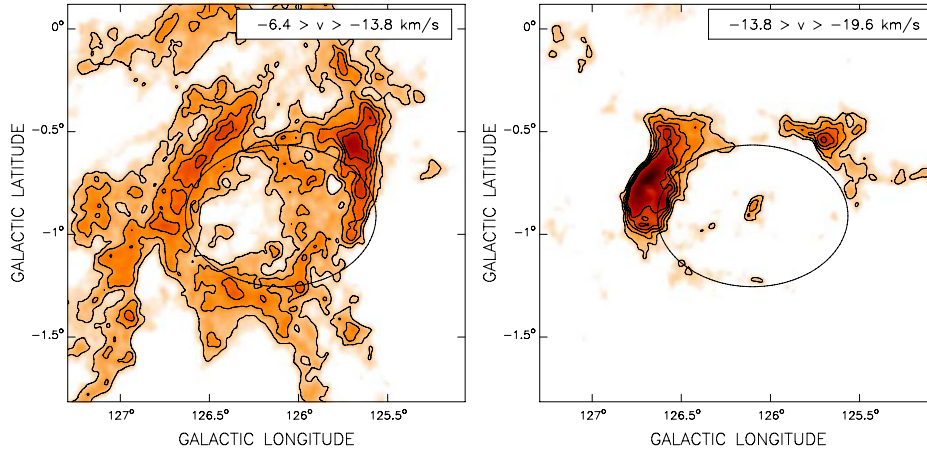 −6.4 > v > −13.8 km/s
0°
−0.5°
−1°
−1.5°
GALACTIC LATITUDE
127° 126.5° 126° 125.5°
GALACTIC LONGITUDE
−13.8 > v > −19.6 km/s
0°
−0.5°
−1°
−1.5°
GALACTIC LATITUDE
127° 126.5° 126° 125.5°
GALACTIC LONGITUDE